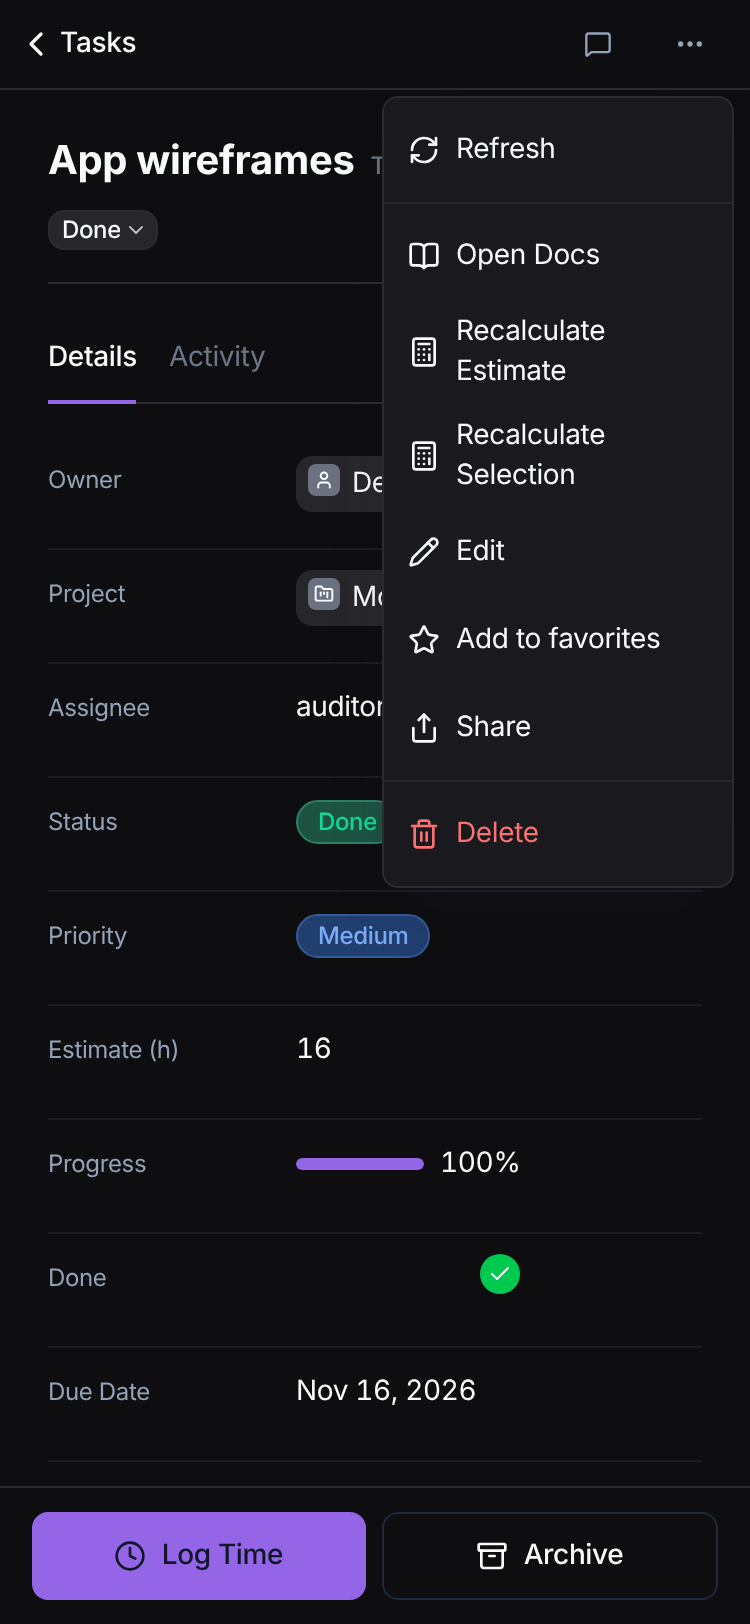 Tasks
App wireframes
Done
Details
Activity
Owner
Project
Assignee
auditor
Status
Done
Priority
Medium
Estimate (h)
16
Progress
100%
Done
Due Date
Nov 16, 2026
Refresh
Open Docs
Recalculate
Estimate
Recalculate
Selection
Edit
Add to favorites
Share
Delete
Log Time
Archive